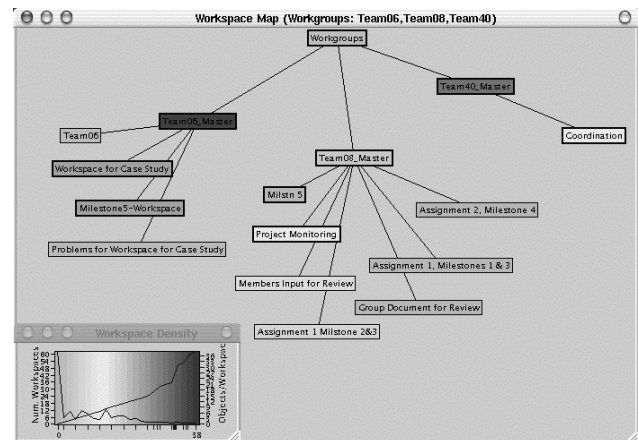 Workspace Map (Workgroups: Team06,Team08,Team40)
Workgroups
Team40_Master
Team06_Master
Team06
Coordination
Team08_Master
Workspace for Case Study
Milstn 5
Milestone5-Workspace
Assignment 2, Milestone 4
Project Monitoring
Problems for Workspace for Case Study
Assignment 1, Milestones 1 & 3
Members Input for Review
Group Document for Review
Assignment 1 Milstone 2&3
Workspace Density
Num. Workspaces
60
54
48
42
36
30
24
18
12
6
0
Objects/Workspac
0
38